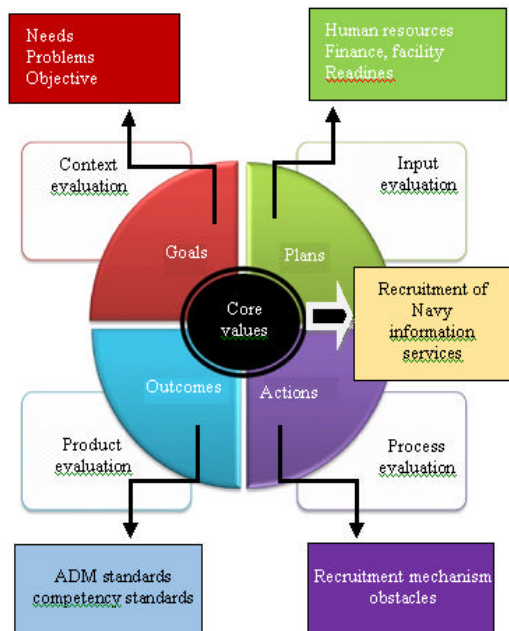 Needs
Problems
Objective
Human resources
Finance, facility
Readines
Context
evaluation
Input
evaluation
Goals
Plans
Core
values
Recruitment of
Navy
information
services
Outcomes
Actions
Product
evaluation
Process
evaluation
ADM standards
competency standards
Recruitment mechanism
obstacles